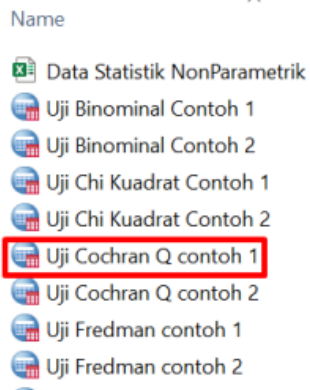 Name
Data Statistik NonParametrik
Uji Binominal Contoh 1
Uji Binominal Contoh 2
Uji Chi Kuadrat Contoh 1
Uji Chi Kuadrat Contoh 2
Uji Cochran Q contoh 1
Uji Cochran Q contoh 2
Uji Fredman contoh 1
Uji Fredman contoh 2